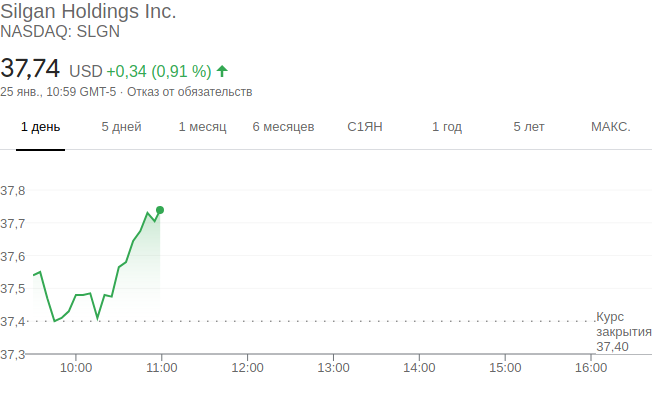 Silgan Holdings Inc.
NASDAQ: SLGN
37,74 USD +0,34 (0,91 %)
25 янв., 10:59 GMT-5 · Отказ от обязательств
1 день 5 дней 1 месяц 6 месяцев С1ЯН 1 год 5 лет МАКС.
37,8
37,7
37,6
37,5
37,4
Курс
закрытия
37,40
37,3
10:00 11:00 12:00 13:00 14:00 15:00 16:00